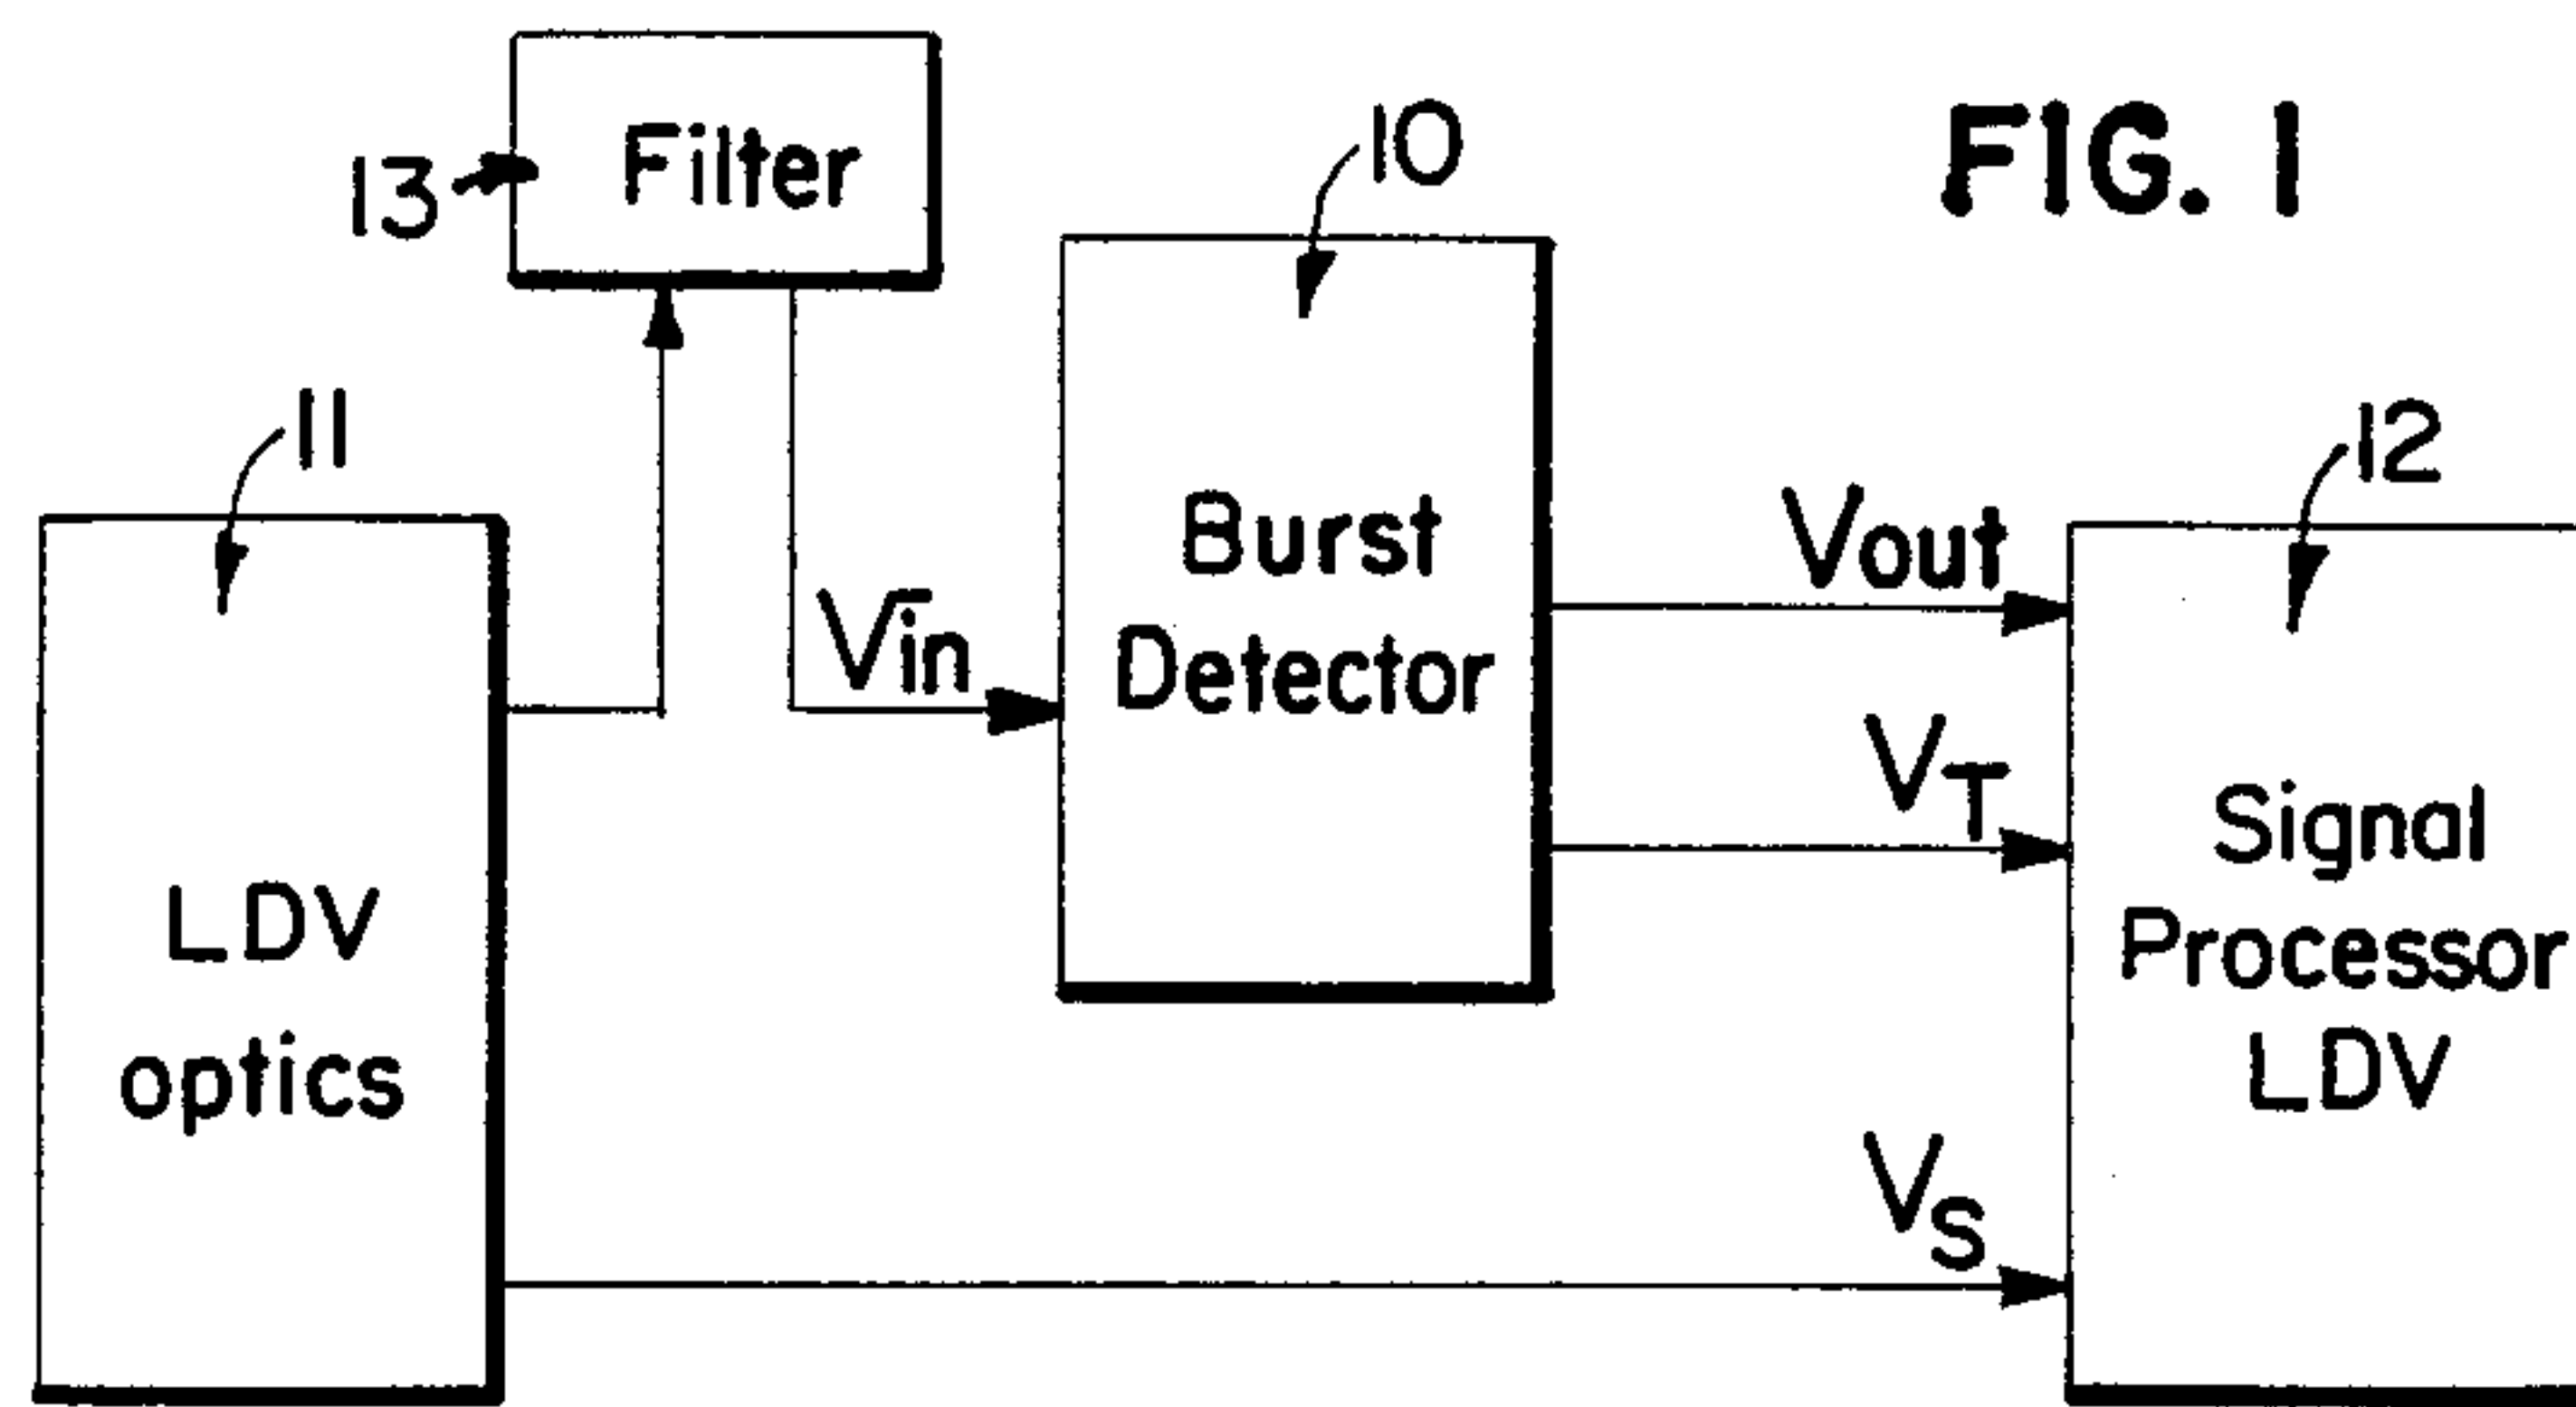 FIG. 1
13
Filter
10
11
12
Burst
Detector
Vin
Vout
VT
VS
LDV
optics
Signal
Processor
LDV